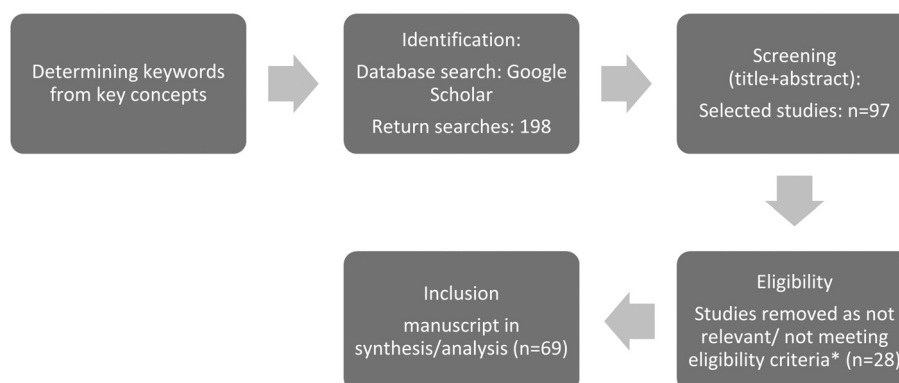 Determining keywords
from key concepts
Identification:
Database search: Google
Scholar
Return searches: 198
Screening
(title+abstract):
Selected studies: n=97
Eligibility
Studies removed as not
relevant/ not meeting
eligibility criteria* (n=28)
Inclusion
manuscript in
synthesis/analysis (n=69)